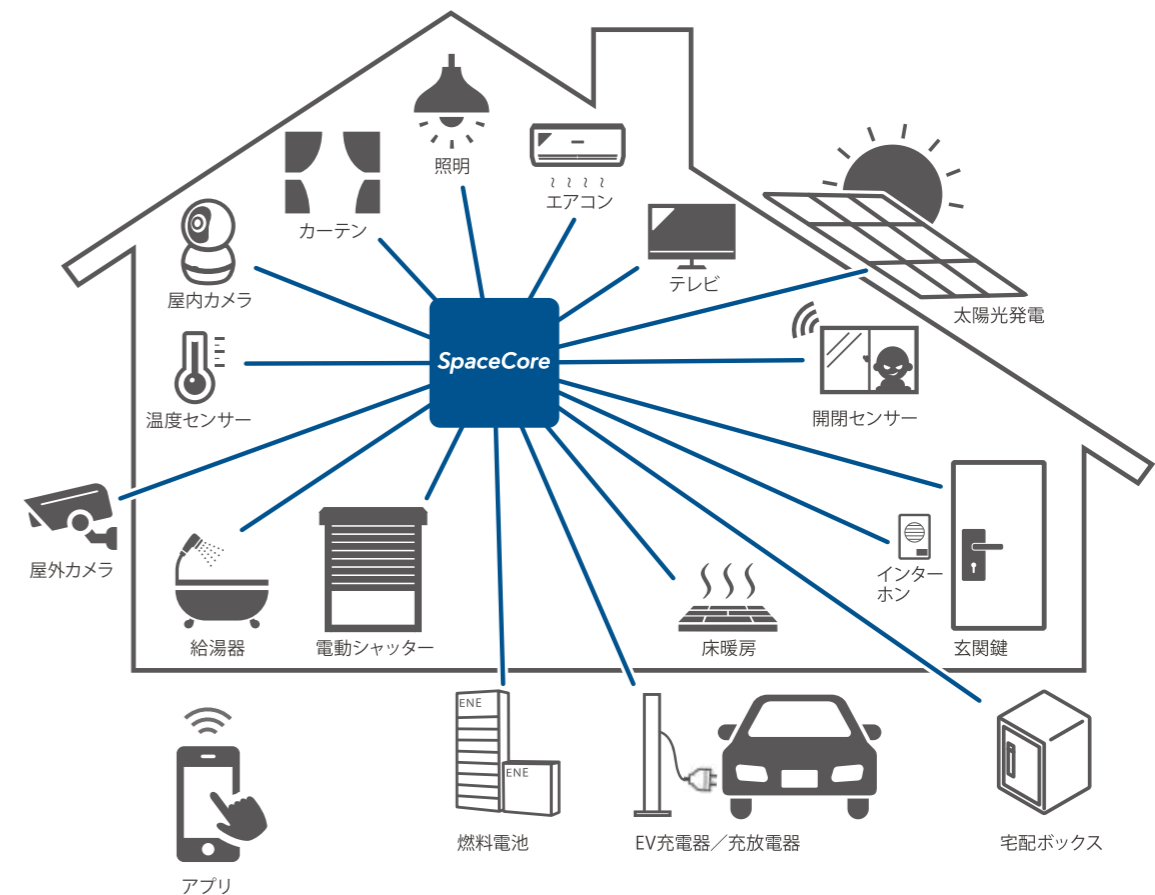 照明
エアコン
カーテン
テレビ
屋内カメラ
太陽光発電
SpaceCore
温度センサー
開閉センサー
屋外カメラ
インター
ホン
給湯器
電動シャッター
床暖房
玄関鍵
ENE
ENE
燃料電池
EV充電器／充放電器
宅配ボックス
アプリ